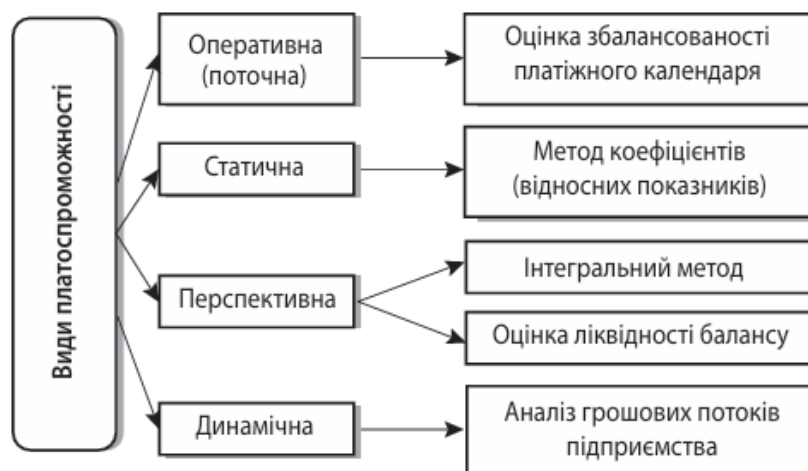 Види платоспроможності
Оперативна
(поточна)
Оцінка збалансованості
платіжного календаря
Статична
Метод коефіцієнтів
(відносних показників)
Перспективна
Інтегральний метод
Оцінка ліквідності балансу
Динамічна
Аналіз грошових потоків
підприємства